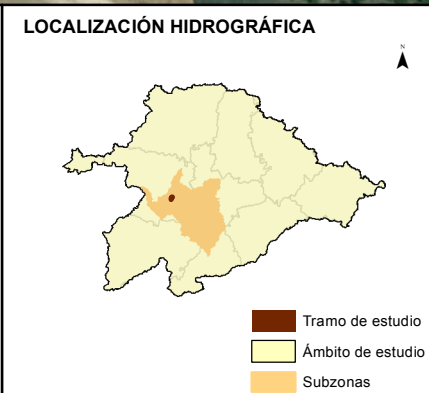 LOCALIZACIÓN HIDROGRÁFICA
N
Tramo de estudio
Ámbito de estudio
Subzonas